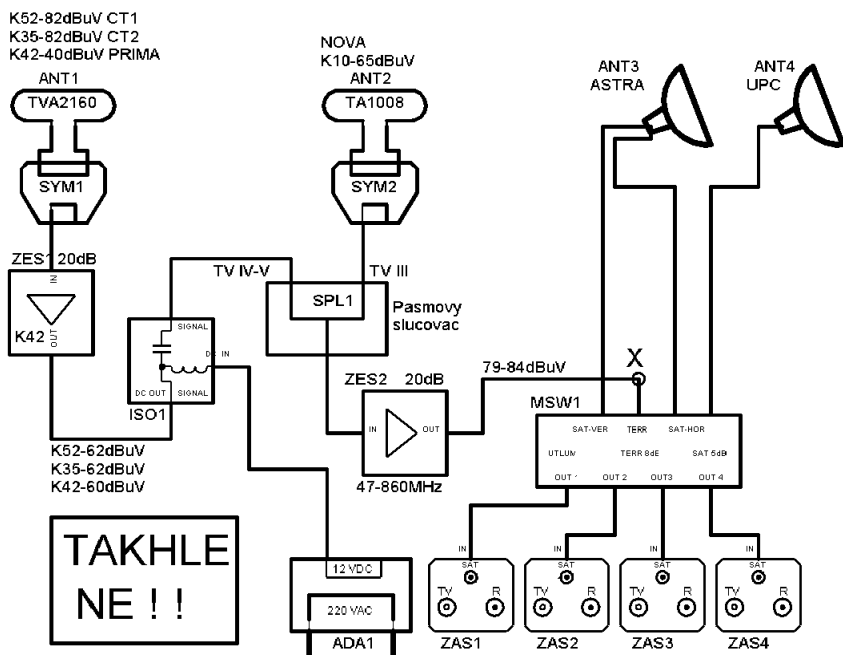 K52-82dBuV CT1
K35-82dBuV CT2
K42-40dBuV PRIMA
ANT1
TVA2160
SYM1
NOVA
K10-65dBuV
ANT2
TA1008
SYM2
ANT3
ASTRA
ANT4
UPC
ZES1 20dB
IN
K42
OUT
TV IV-V
TV III
SPL1
Pasmovy
slucovac
SIGNAL
DC IN
DC OUT
SIGNAL
ISO1
K52-62dBuV
K35-62dBuV
K42-60dBuV
ZES2 20dB
IN
OUT
47-860MHz
79-84dBuV
X
MSW1
SAT-VER
TERR
SAT-HOR
UTLUM
TERR 8dE
SAT 5dB
OUT 1
OUT 2
OUT3
OUT 4
TAKHLE
NE ! !
12 VDC
220 VAC
ADA1
IN
SAT
TV
R
ZAS1
IN
SAT
TV
R
ZAS2
IN
SAT
TV
R
ZAS3
IN
SAT
TV
R
ZAS4